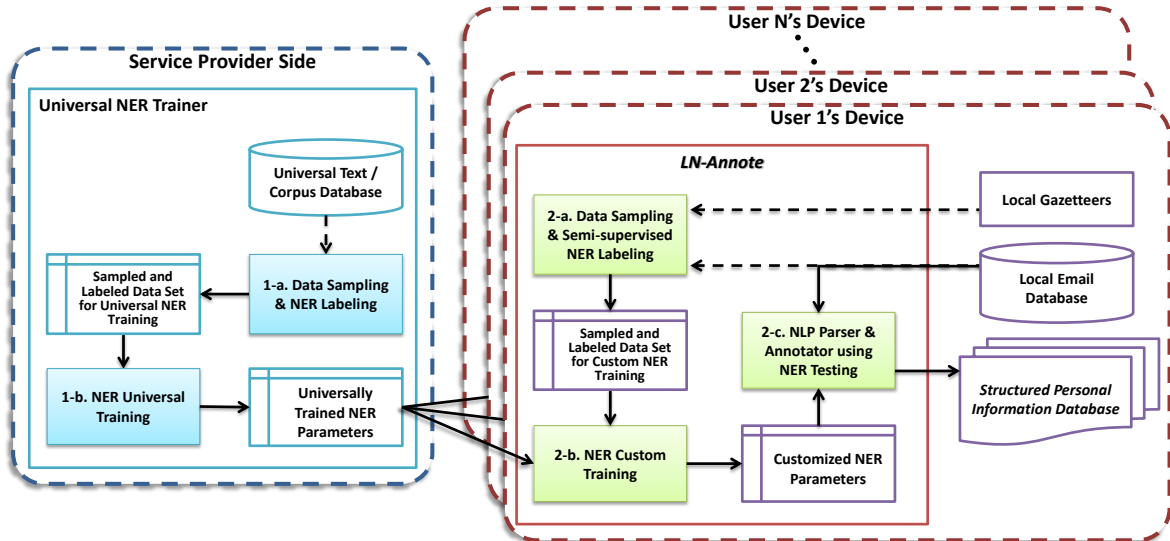 Service Provider Side
Universal NER Trainer
Universal Text /
Corpus Database
Sampled and
Labeled Data Set
for Universal NER
Training
1-a. Data Sampling
& NER Labeling
1-b. NER Universal
Training
Universally
Trained NER
Parameters
User N's Device
User 2's Device
User 1's Device
LN-Annote
2-a. Data Sampling
& Semi-supervised
NER Labeling
Local Gazetteers
Local Email
Database
Sampled and
Labeled Data Set
for Custom NER
Training
2-c. NLP Parser &
Annotator using
NER Testing
Structured Personal
Information Database
2-b. NER Custom
Training
Customized NER
Parameters